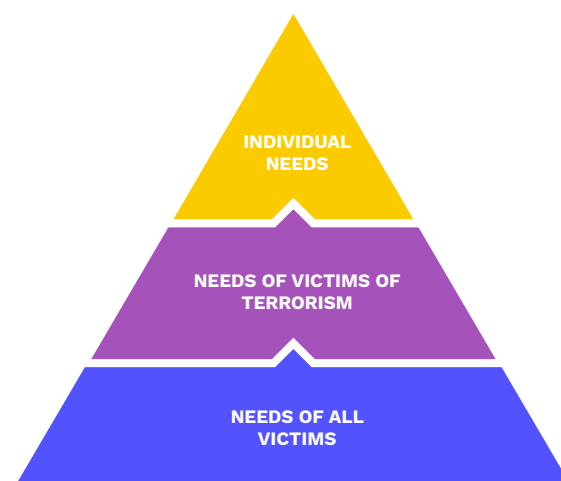 INDIVIDUAL
NEEDS
NEEDS OF VICTIMS OF
TERRORISM
NEEDS OF ALL
VICTIMS